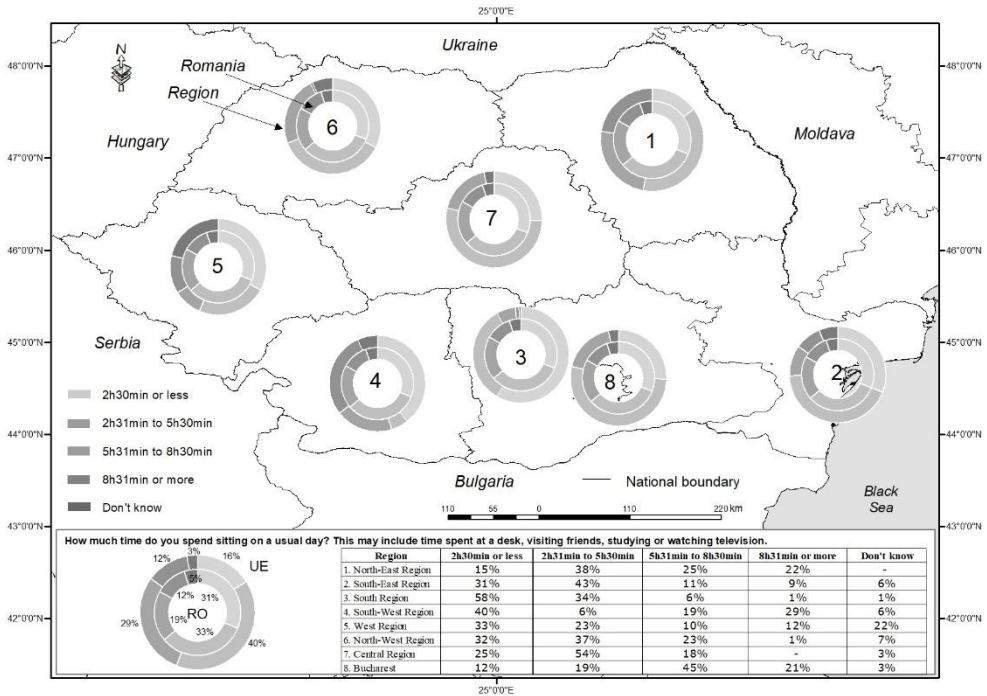 25°0'0"E
Ukraine
N
48°0'0"N
48°0'0"N
Romania
Region
6
1
Hungary
Moldava
47°0'0"N
47°0'0"N
7
5
46°0'0"N
46°0'0"N
Serbia
45°0'0"N
45°0'0"N
4
3
8
2
2h30min or less
2h31min to 5h30min
5h31min to 8h30min
8h31min or more
Don't know
44°0'0"N
44°0'0"N
Bulgaria
National boundary
Black
Sea
110 55 0 110 220 km
43°0'0"N
43°0'0"N
How much time do you spend sitting on a usual day? This may include time spent at a desk, visiting friends, studying or watching television.
12% 3% 16% UE
5%
12% 31%
RO
19% 33%
29% 40%
42°0'0"N
42°0'0"N
Region 2h30min or less 2h31min to 5h30min 5h31min to 8h30min 8h31min or more Don't know
1. North-East Region 15% 38% 25% 22% -
2. South-East Region 31% 43% 11% 9% 6%
3. South Region 58% 34% 6% 1% 1%
4. South-West Region 40% 6% 19% 29% 6%
5. West Region 33% 23% 10% 12% 22%
6. North-West Region 32% 37% 23% 1% 7%
7. Central Region 25% 54% 18% - 3%
8. Bucharest 12% 19% 45% 21% 3%
25°0'0"E